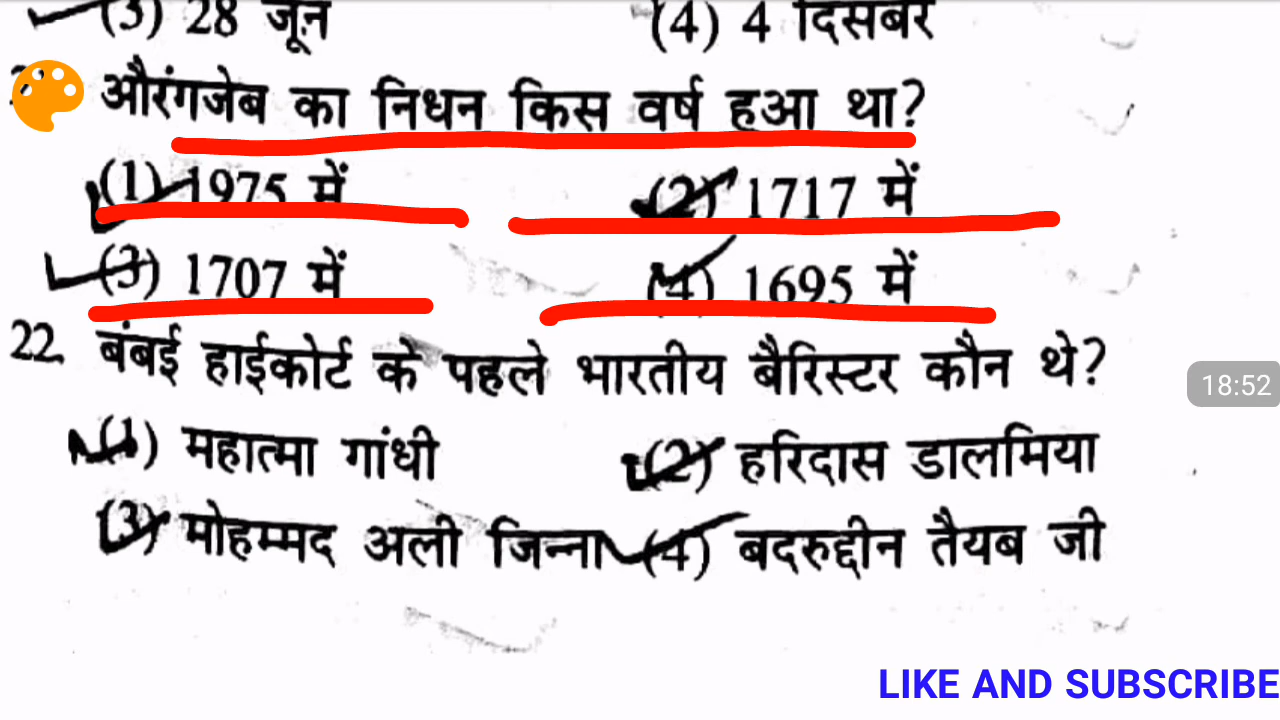 (3) 28 जून (4) 4 दिसंबर
औरंगजेब का निधन किस वर्ष हुआ था?
(1) 1975 में (2) 1717 में
(3) 1707 में (4) 1695 में
22. बंबई हाईकोर्ट के पहले भारतीय बैरिस्टर कौन थे?
18:52
(1) महात्मा गांधी (2) हरिदास डालमिया
(3) मोहम्मद अली जिन्ना (4) बदरुद्दीन तैयब जी
LIKE AND SUBSCRIBE